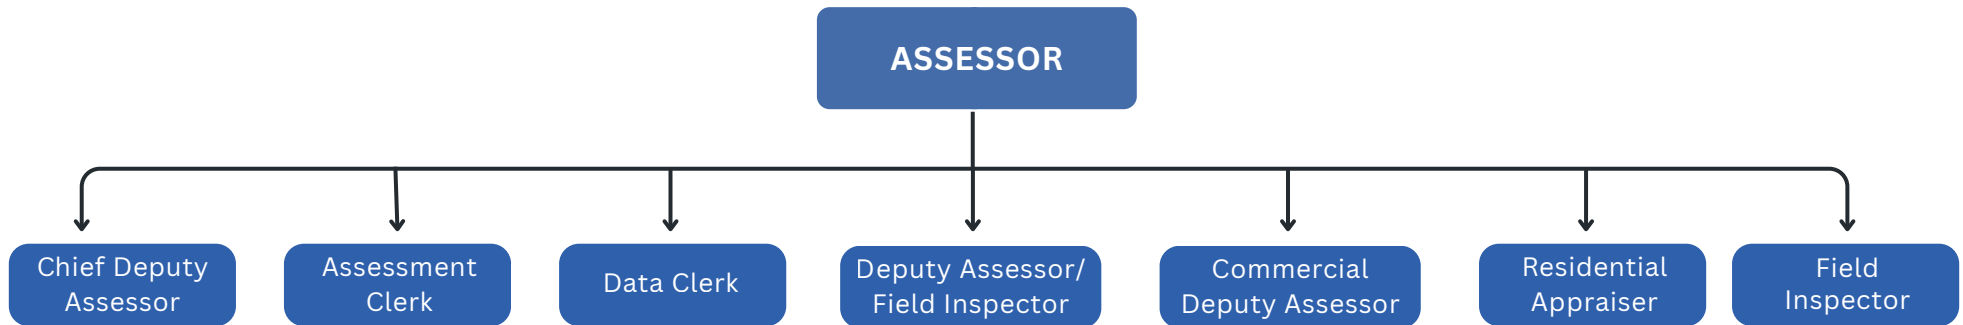 ASSESSOR
Chief Deputy
Assessor
Assessment
Clerk
Data Clerk
Deputy Assessor/
Field Inspector
Commercial
Deputy Assessor
Residential
Appraiser
Field
Inspector